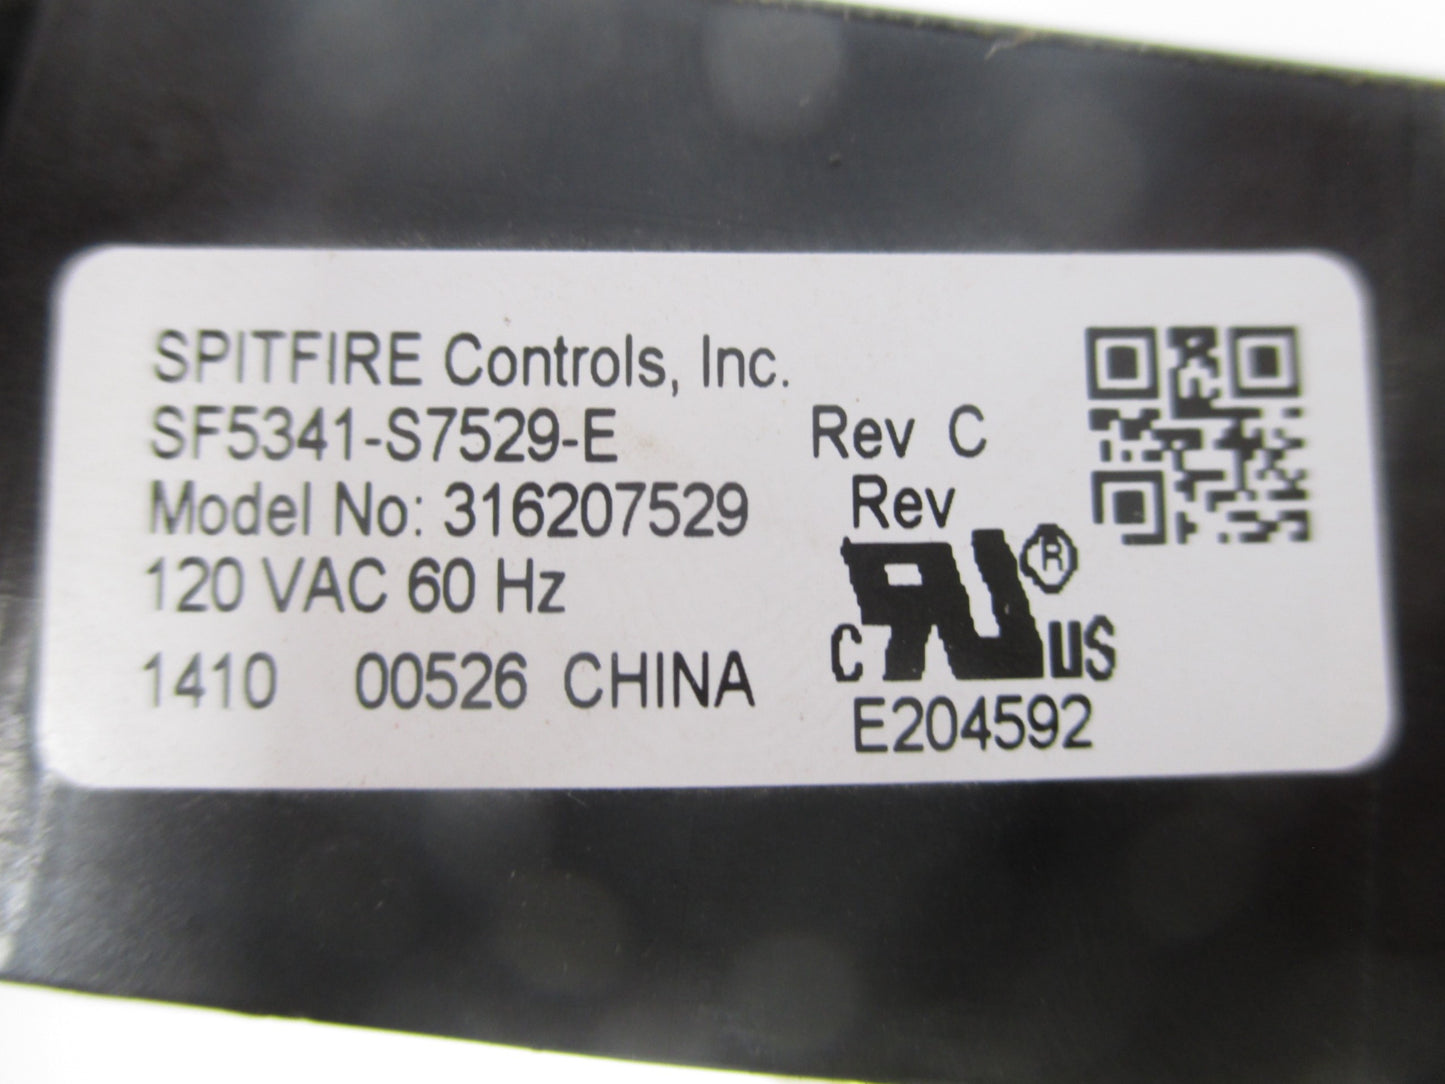 SPITFIRE Controls, Inc.
SF5341-S7529-E Rev C
Model No: 316207529 Rev
120 VAC 60 Hz
C RU ® US
1410 00526 CHINA
E204592